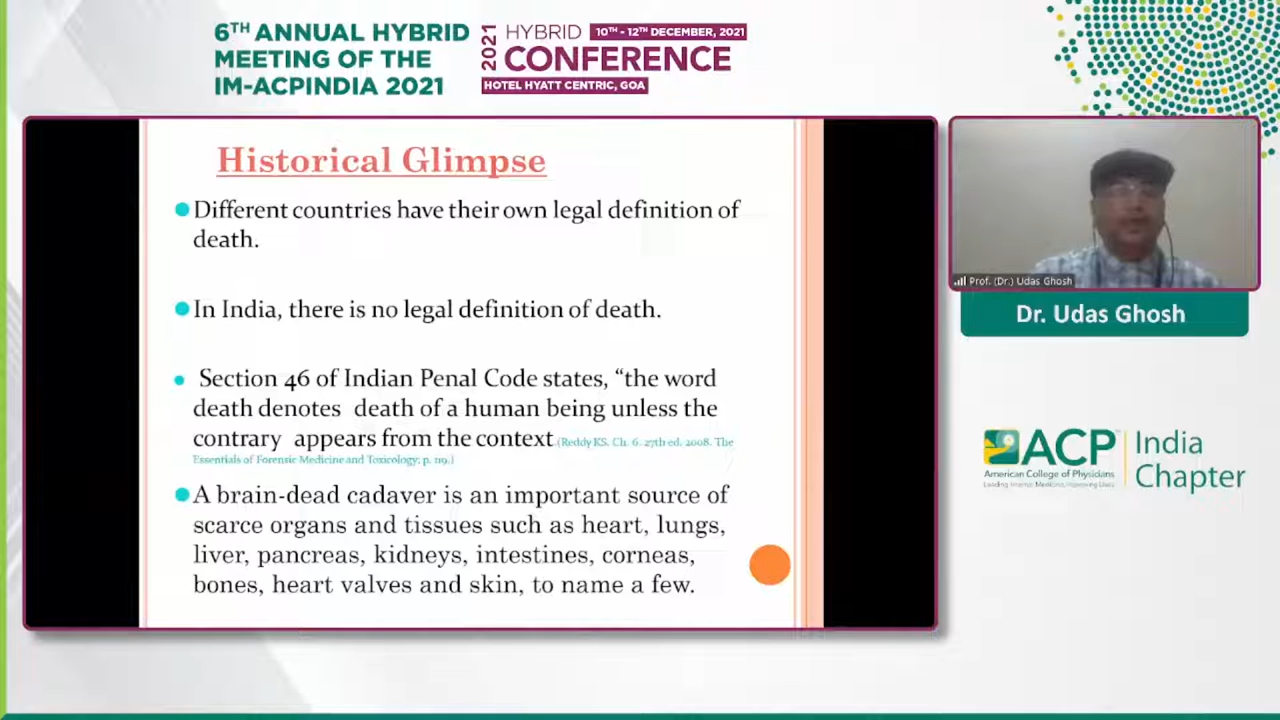 6TH ANNUAL HYBRID
MEETING OF THE
IM-ACPINDIA 2021
2021
HYBRID
10TH - 12TH DECEMBER, 2021
CONFERENCE
HOTEL HYATT CENTRIC, GOA
Historical Glimpse
Different countries have their own legal definition of
death.
In India, there is no legal definition of death.
Section 46 of Indian Penal Code states, “the word
death denotes death of a human being unless the
contrary appears from the context (Reddy KS. Ch. 6. 27th ed. 2008. The
Essentials of Forensic Medicine and Toxicology; p. 119.)
A brain-dead cadaver is an important source of
scarce organs and tissues such as heart, lungs,
liver, pancreas, kidneys, intestines, corneas,
bones, heart valves and skin, to name a few.
Prof. (Dr.) Udas Ghosh
Dr. Udas Ghosh
ACP
American College of Physicians
Leading Internal Medicine, Improving Lives
India
Chapter